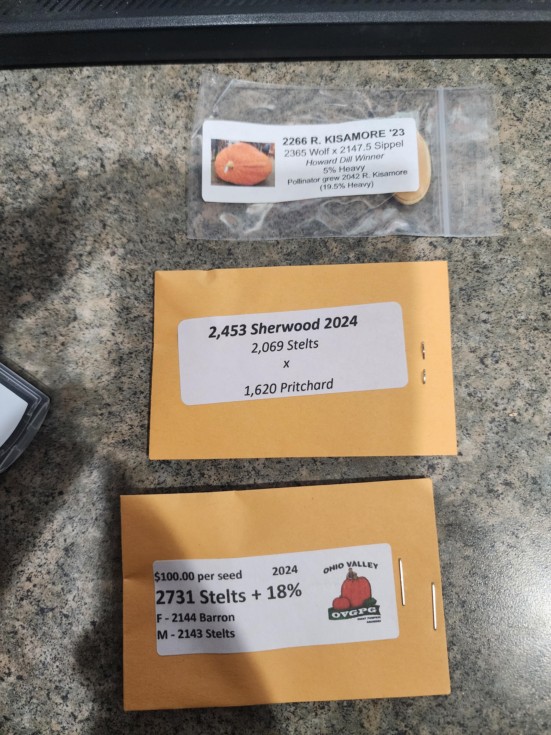 2266 R. KISAMORE '23
2365 Wolf x 2147.5 Sippel
Howard Dill Winner
5% Heavy
Pollinator grew 2042 R. Kisamore
(19.5% Heavy)
2,453 Sherwood 2024
2,069 Stelts
x
1,620 Pritchard
$100.00 per seed 2024
2731 Stelts + 18%
F - 2144 Barron
M - 2143 Stelts
OHIO VALLEY
OVGPG